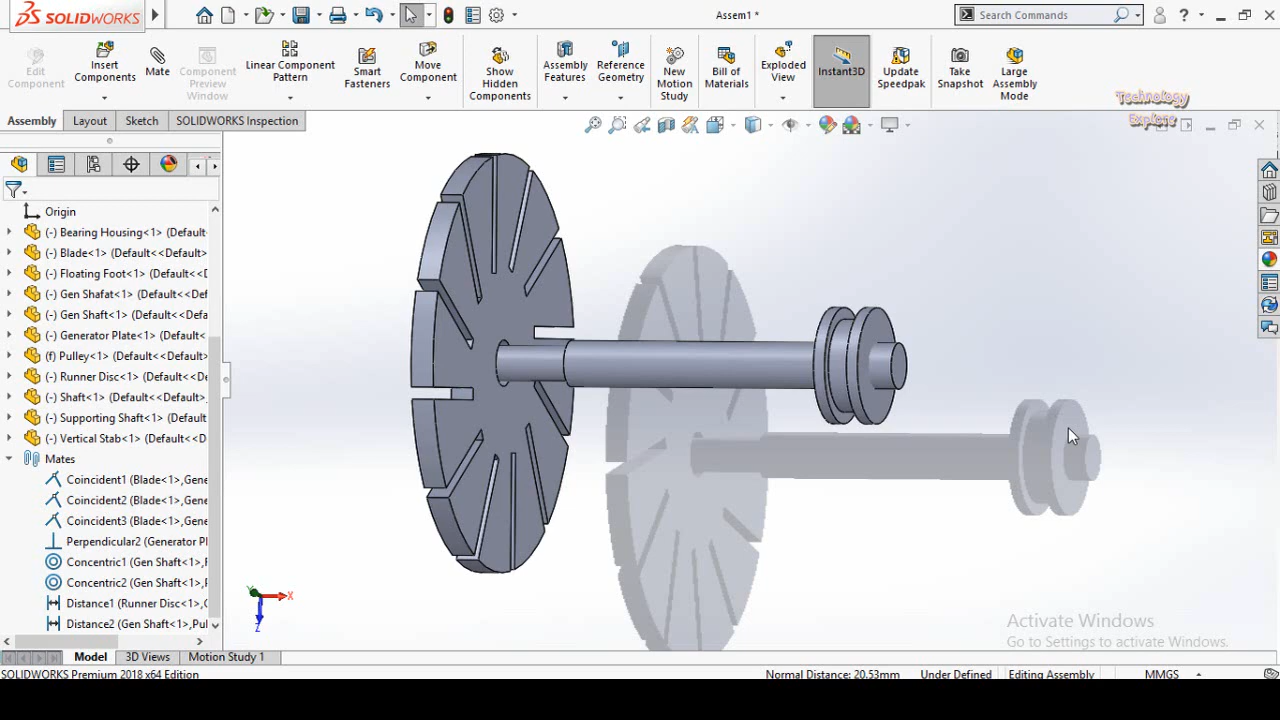 SOLIDWORKS
Assem1 *
Search Commands
?
Edit Component
Insert Components
Mate
Component Preview Window
Linear Component Pattern
Smart Fasteners
Move Component
Show Hidden Components
Assembly Features
Reference Geometry
New Motion Study
Bill of Materials
Exploded View
Instant3D
Update Speedpak
Take Snapshot
Large Assembly Mode
Technology
Explore
Assembly
Layout
Sketch
SOLIDWORKS Inspection
Origin
(-) Bearing Housing<1> (Default
(-) Blade<1> (Default<<Default>
(-) Floating Foot<1> (Default<<D
(-) Gen Shafat<1> (Default<<Def
(-) Gen Shaft<1> (Default<<Defa
(-) Generator Plate<1> (Default<
(f) Pulley<1> (Default<<Default>
(-) Runner Disc<1> (Default<<De
(-) Shaft<1> (Default<<Default>_
(-) Supporting Shaft<1> (Default
(-) Vertical Stab<1> (Default<<D
Mates
Coincident1 (Blade<1>,Gene
Coincident2 (Blade<1>,Gene
Coincident3 (Blade<1>,Gene
Perpendicular2 (Generator Pl
Concentric1 (Gen Shaft<1>,F
Concentric2 (Gen Shaft<1>,F
Distance1 (Runner Disc<1>,C
Distance2 (Gen Shaft<1>,Pul
Y
X
Z
Activate Windows
Go to Settings to activate Windows.
Model
3D Views
Motion Study 1
SOLIDWORKS Premium 2018 x64 Edition
Normal Distance: 20.53mm
Under Defined
Editing Assembly
MMGS